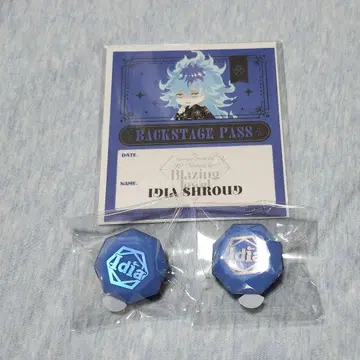 BACKSTAGE PASS
DATE.
Blazing
NAME.
IDIA SHROUD
Idia
Idia